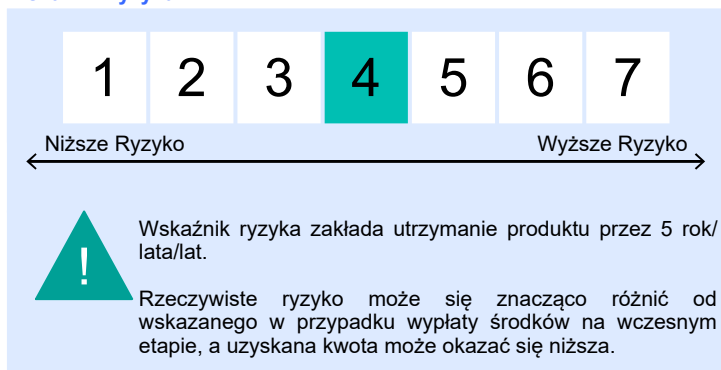 1 2 3 4 5 6 7
Niższe Ryzyko Wyższe Ryzyko
!
Wskaźnik ryzyka zakłada utrzymanie produktu przez 5 rok/
lata/lat.
Rzeczywiste ryzyko może się znacząco różnić od
wskazanego w przypadku wypłaty środków na wczesnym
etapie, a uzyskana kwota może okazać się niższa.